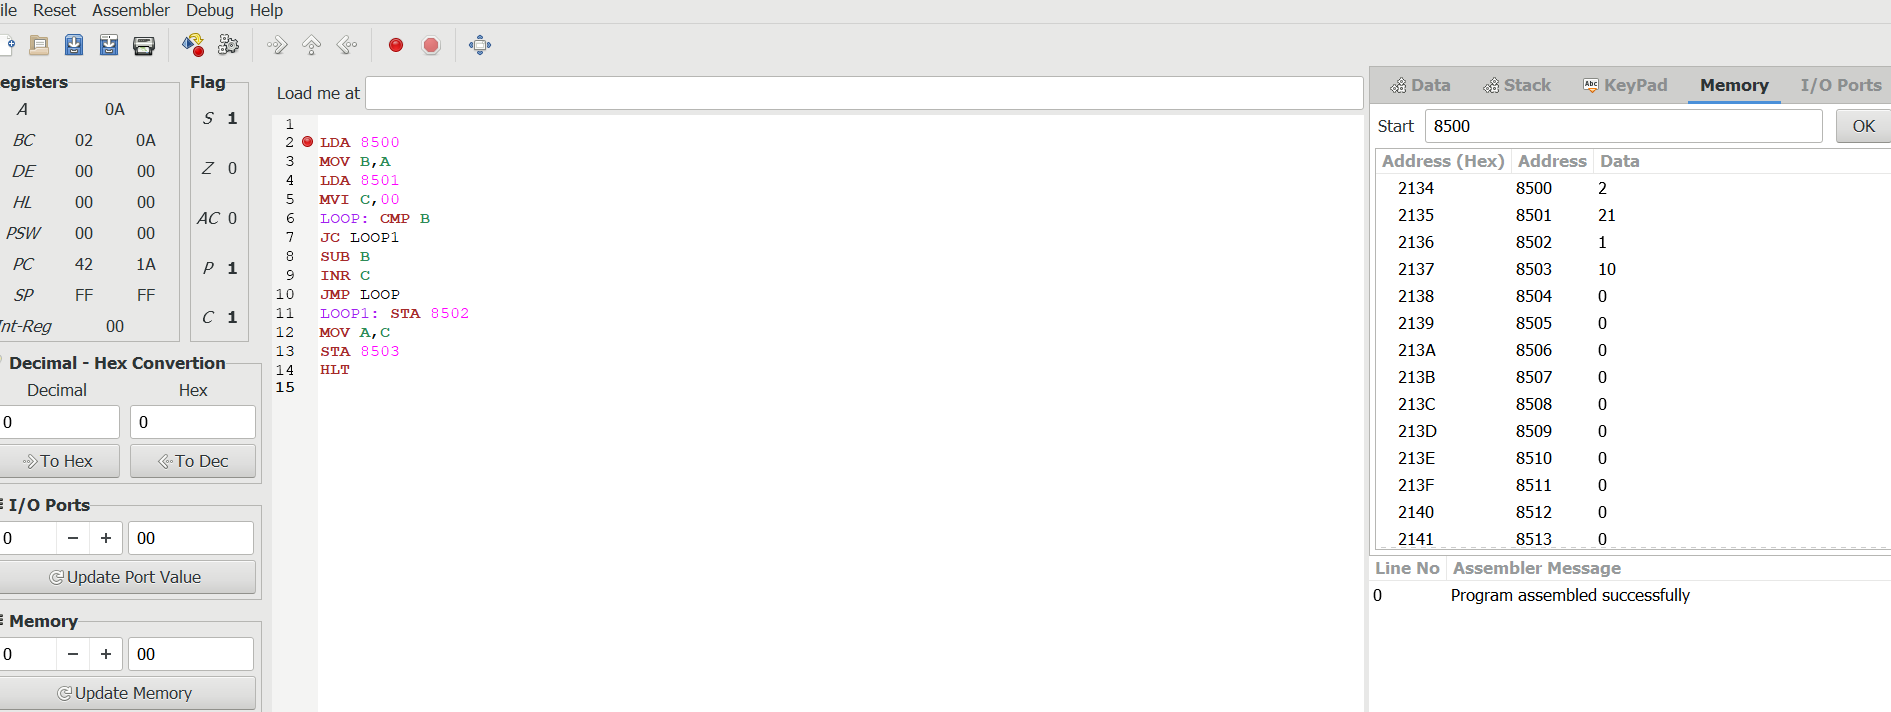 ile Reset Assembler Debug Help
egisters
A 0A
BC 02 0A
DE 00 00
HL 00 00
PSW 00 00
PC 42 1A
SP FF FF
Int-Reg 00
Flag
S 1
Z 0
AC 0
P 1
C 1
Decimal - Hex Convertion
Decimal Hex
0 0
To Hex To Dec
I/O Ports
0 − + 00
Update Port Value
Memory
0 − + 00
Update Memory
Load me at
1
2 LDA 8500
3 MOV B,A
4 LDA 8501
5 MVI C,00
6 LOOP: CMP B
7 JC LOOP1
8 SUB B
9 INR C
10 JMP LOOP
11 LOOP1: STA 8502
12 MOV A,C
13 STA 8503
14 HLT
15
Data Stack Abc KeyPad Memory I/O Ports
Start 8500 OK
Address (Hex) Address Data
2134 8500 2
2135 8501 21
2136 8502 1
2137 8503 10
2138 8504 0
2139 8505 0
213A 8506 0
213B 8507 0
213C 8508 0
213D 8509 0
213E 8510 0
213F 8511 0
2140 8512 0
2141 8513 0
Line No Assembler Message
0 Program assembled successfully